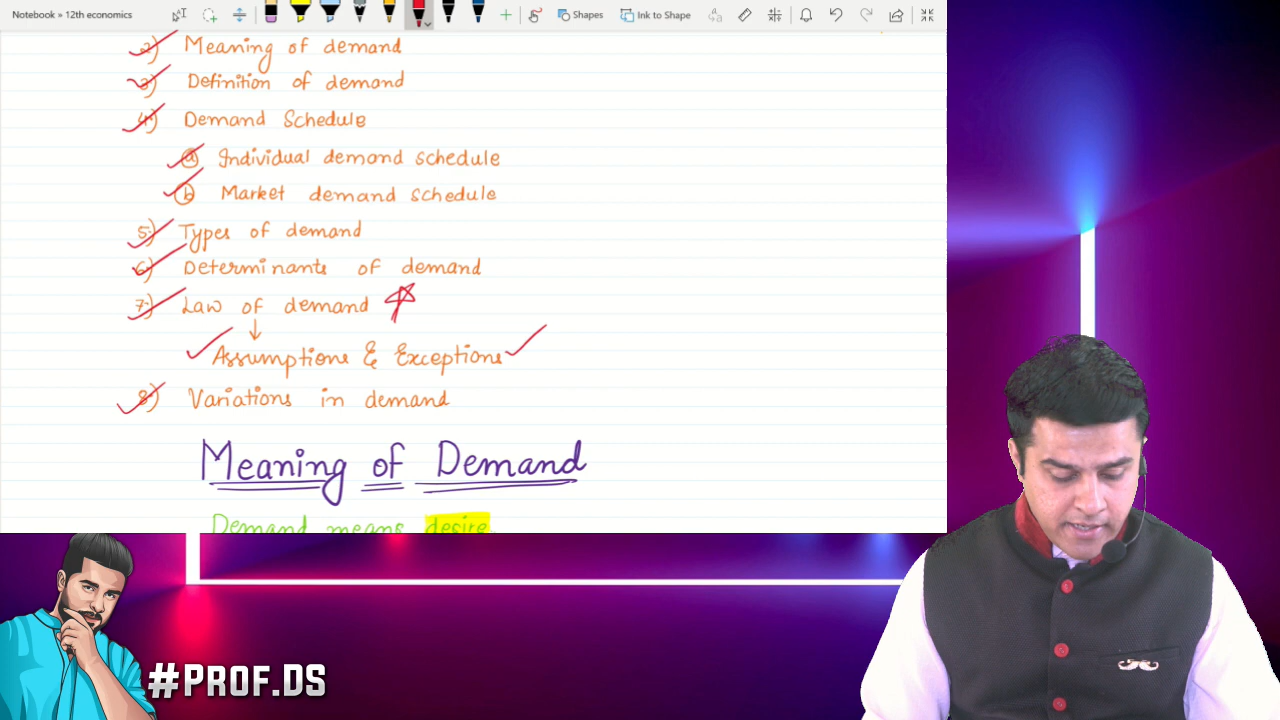 Notebook » 12th economics
Shapes
Ink to Shape
2) Meaning of demand
3) Definition of demand
4) Demand Schedule
a Individual demand schedule
b Market demand schedule
5) Types of demand
6) Determinants of demand
7) Law of demand
Assumptions & Exceptions
8) Variations in demand
Meaning of Demand
Demand means desire
#PROF.DS